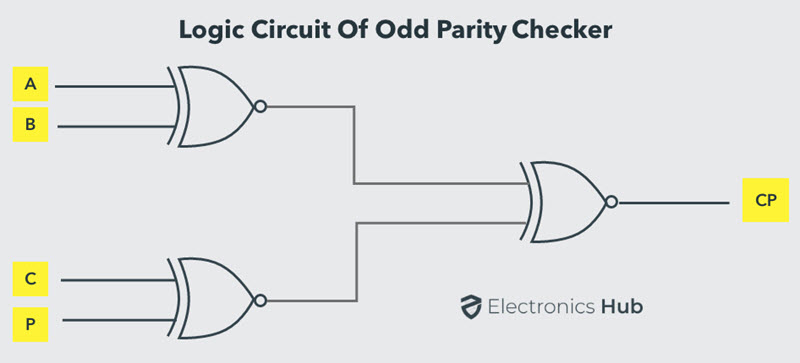 Logic Circuit Of Odd Parity Checker
A
B
CP
C
P
Electronics Hub